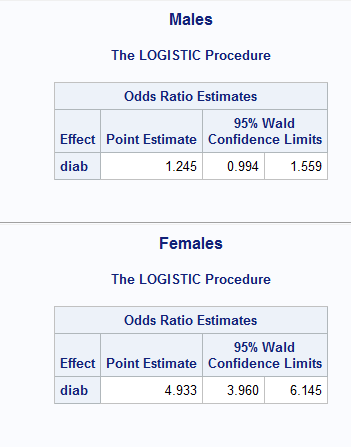 Males
The LOGISTIC Procedure
Odds Ratio Estimates
Effect Point Estimate 95% Wald Confidence Limits
diab 1.245 0.994 1.559
Females
The LOGISTIC Procedure
Odds Ratio Estimates
Effect Point Estimate 95% Wald Confidence Limits
diab 4.933 3.960 6.145